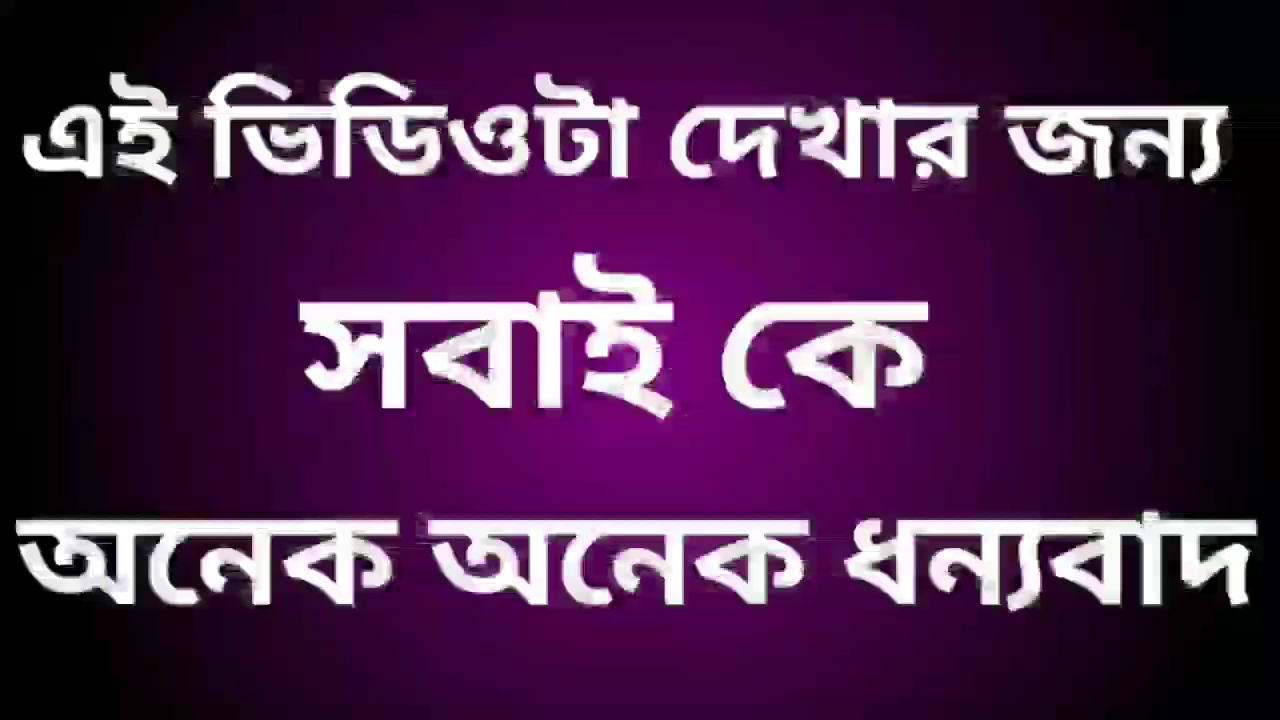 এই ভিডিওটা দেখার জন্য
সবাই কে
অনেক অনেক ধন্যবাদ